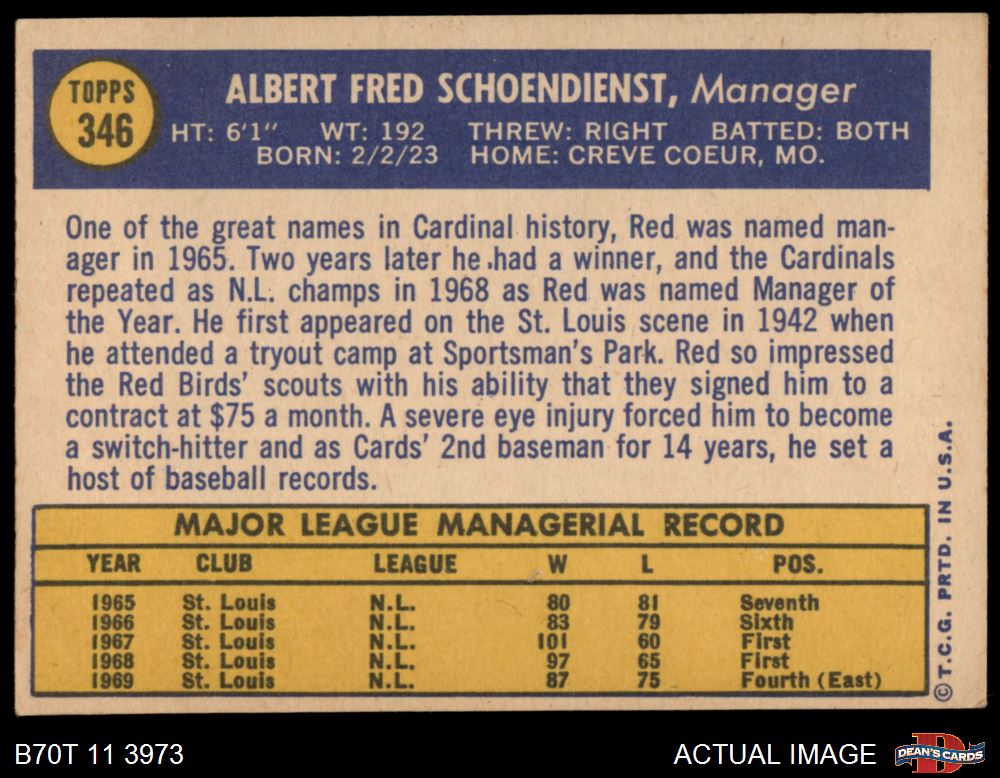 TOPPS
346
ALBERT FRED SCHOENDIENST, Manager
HT: 6'1" WT: 192 THREW: RIGHT BATTED: BOTH
BORN: 2/2/23 HOME: CREVE COEUR, MO.
One of the great names in Cardinal history, Red was named man-
ager in 1965. Two years later he had a winner, and the Cardinals
repeated as N.L. champs in 1968 as Red was named Manager of
the Year. He first appeared on the St. Louis scene in 1942 when
he attended a tryout camp at Sportsman's Park. Red so impressed
the Red Birds' scouts with his ability that they signed him to a
contract at $75 a month. A severe eye injury forced him to become
a switch-hitter and as Cards' 2nd baseman for 14 years, he set a
host of baseball records.
MAJOR LEAGUE MANAGERIAL RECORD
YEAR CLUB LEAGUE W L POS.
1965 St. Louis N.L. 80 81 Seventh
1966 St. Louis N.L. 83 79 Sixth
1967 St. Louis N.L. 101 60 First
1968 St. Louis N.L. 97 65 First
1969 St. Louis N.L. 87 75 Fourth (East)
© T.C.G. PRTD. IN U.S.A.
B70T 11 3973
ACTUAL IMAGE
D
DEAN'S CARDS